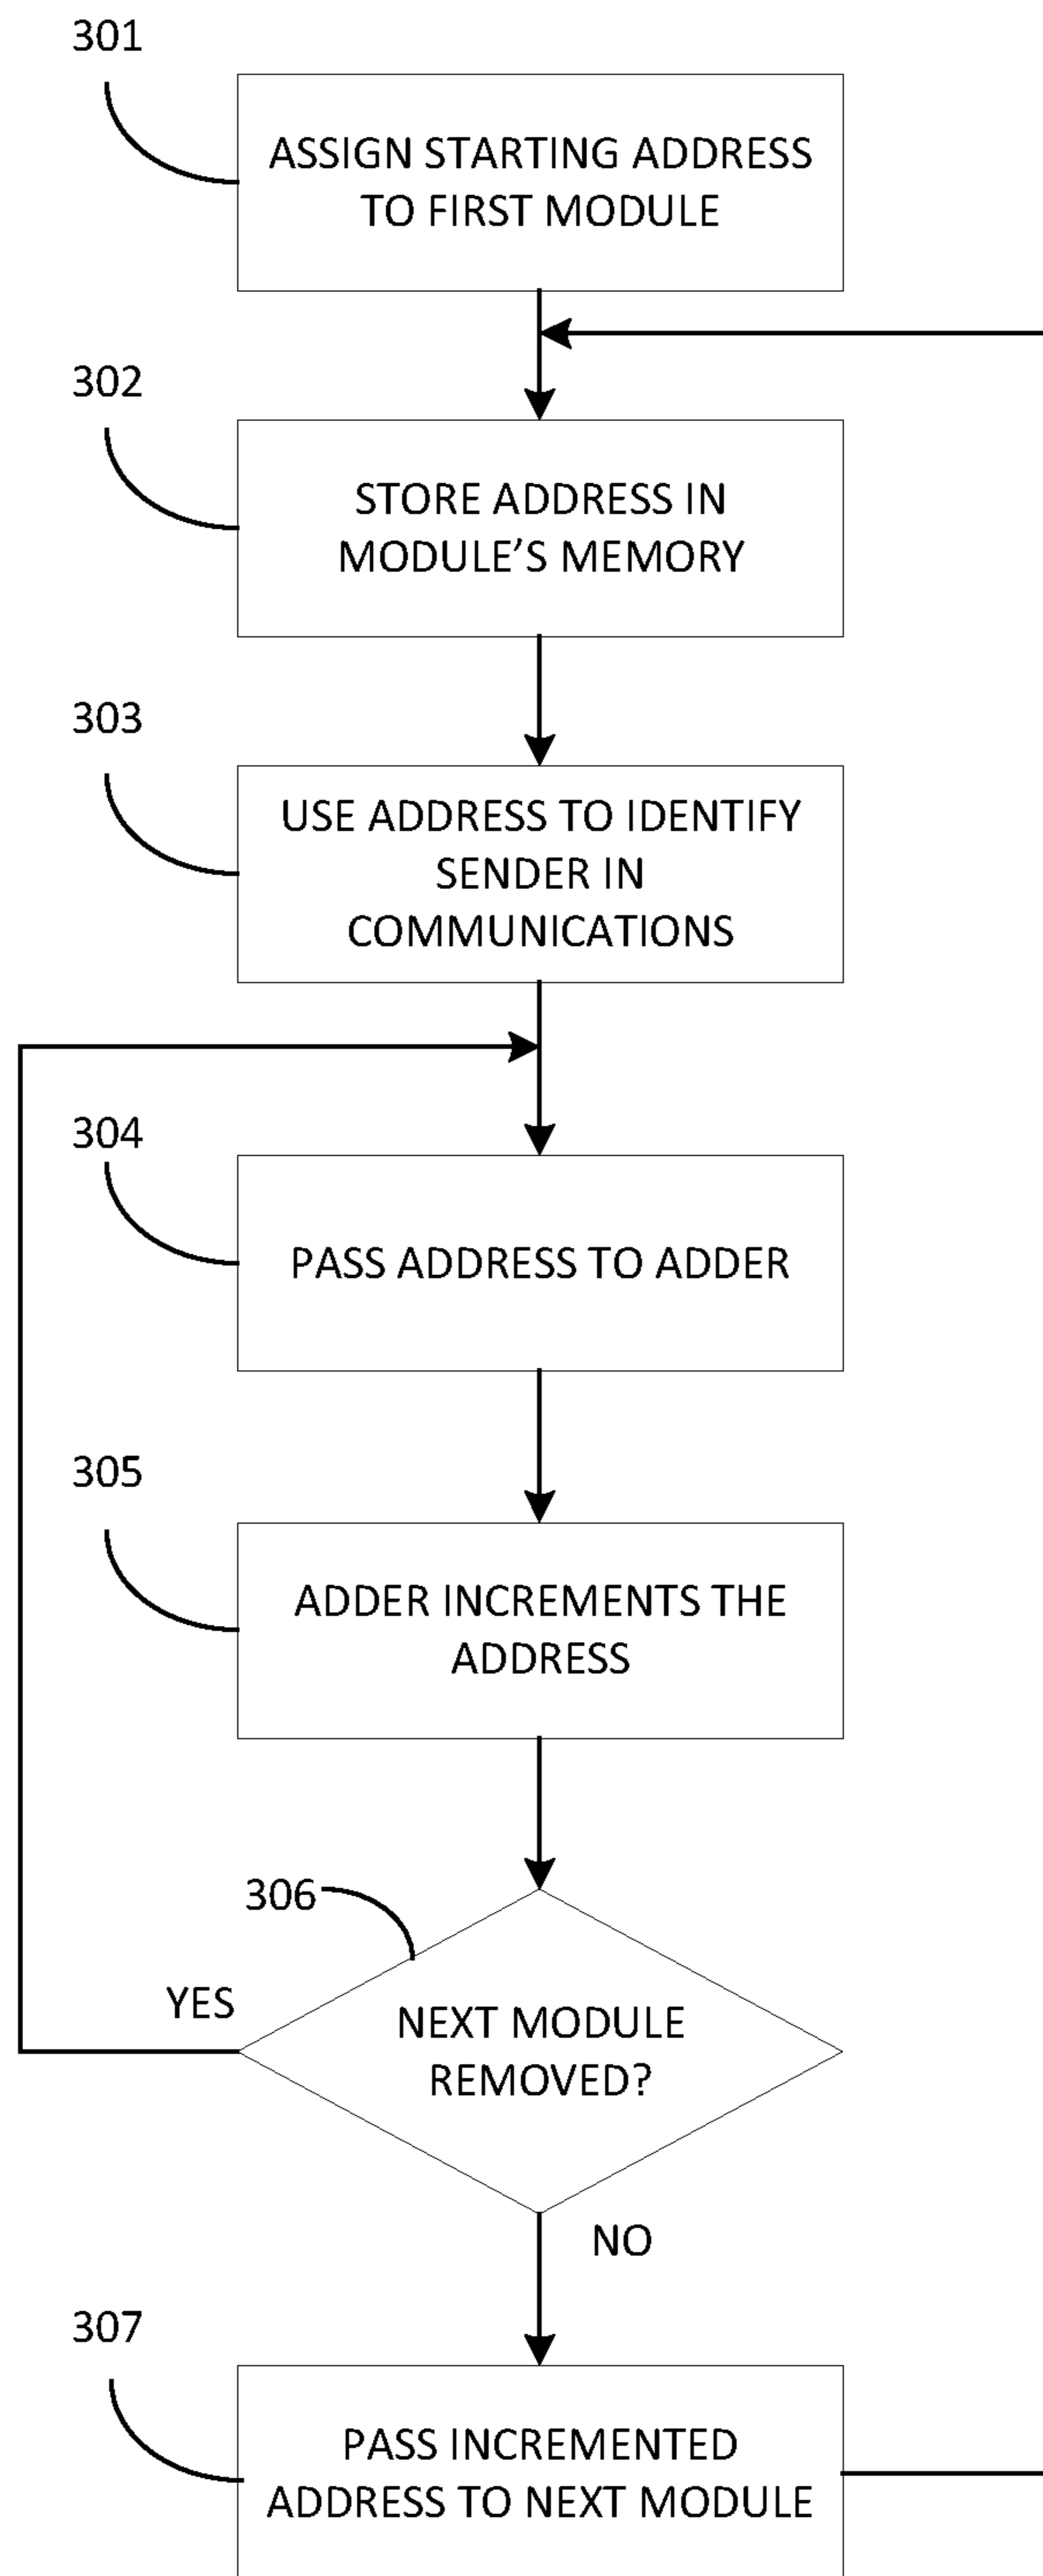 301
ASSIGN STARTING ADDRESS
TO FIRST MODULE
302
STORE ADDRESS IN
MODULE’S MEMORY
303
USE ADDRESS TO IDENTIFY
SENDER IN
COMMUNICATIONS
304
PASS ADDRESS TO ADDER
305
ADDER INCREMENTS THE
ADDRESS
306
YES
NEXT MODULE
REMOVED?
NO
307
PASS INCREMENTED
ADDRESS TO NEXT MODULE